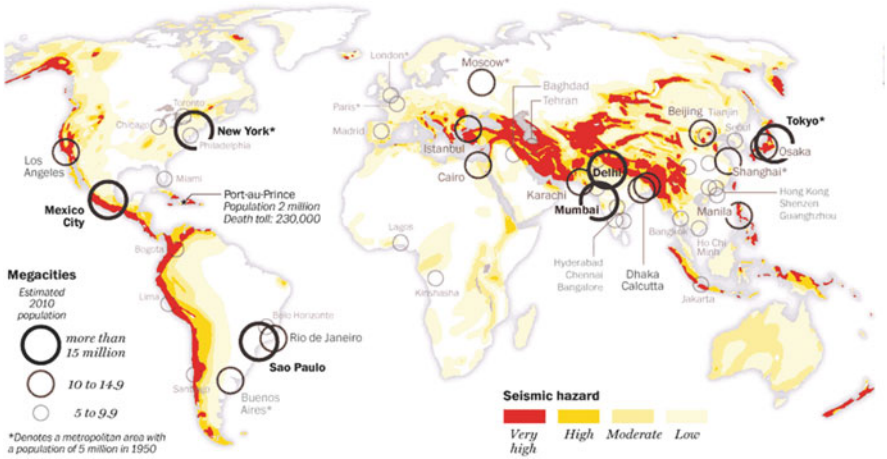 London*
Moscow*
Toronto
Chicago
New York*
Philadelphia
Paris*
Madrid
Baghdad
Tehran
Istanbul
Beijing
Tianjin
Seoul
Tokyo*
Osaka
Los
Angeles
Miami
Cairo
Delhi
Shanghai*
Port-au-Prince
Population 2 million
Death toll: 230,000
Karachi
Mexico
City
Mumbai
Manila
Hong Kong
Shenzen
Guanghzhou
Lagos
Bangkok
Bogota
Ho Chi
Minh
Hyderabad
Chennai
Bangalore
Dhaka
Calcutta
Kinshasha
Jakarta
Lima
Belo Horizonte
Rio de Janeiro
Sao Paulo
Santiago
Buenos
Aires*
Megacities
Estimated
2010
population
more than
15 million
10 to 14.9
5 to 9.9
*Denotes a metropolitan area with
a population of 5 million in 1950
Seismic hazard
Very
high
High
Moderate
Low